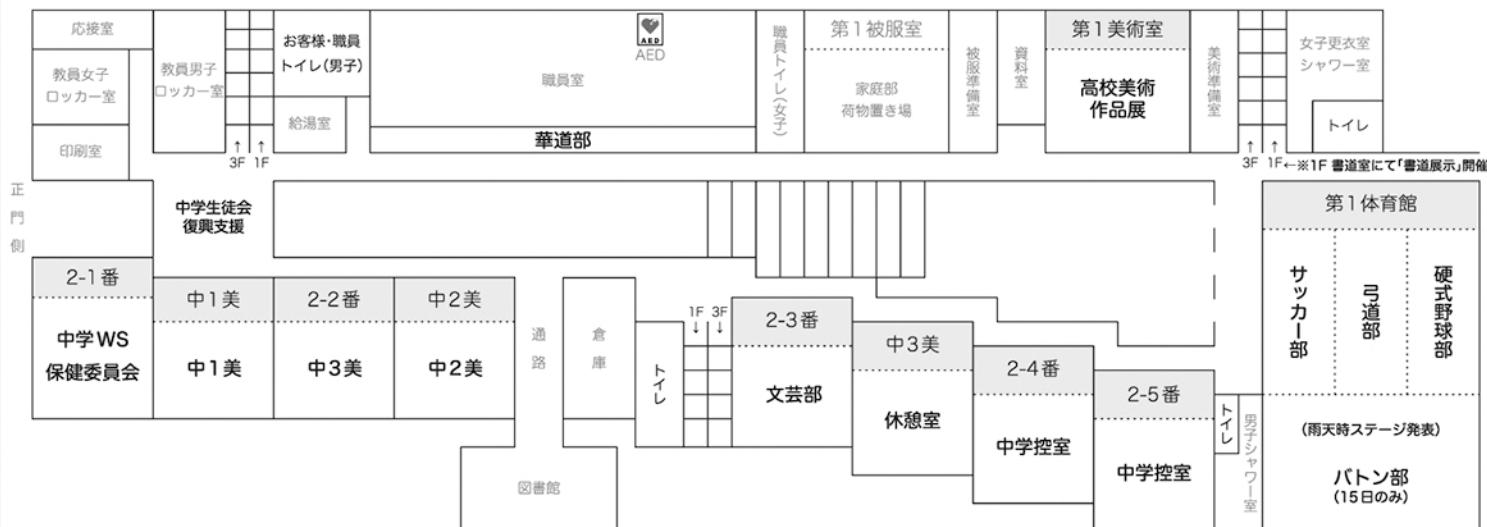 応接室
教員女子
ロッカー室
印刷室
教員男子
ロッカー室
↑
3F
↑
1F
お客様・職員
トイレ(男子)
給湯室
職員室
AED
AED
華道部
職員トイレ(女子)
第1被服室
家庭部
荷物置き場
被服準備室
資料室
第1美術室
高校美術
作品展
美術準備室
↑
3F
↑
1F
←※1F 書道室にて「書道展示」開催
女子更衣室
シャワー室
トイレ
正門側
中学生徒会
復興支援
2-1番
中学WS
保健委員会
中1美
中1美
2-2番
中3美
中2美
中2美
通路
倉庫
図書館
トイレ
1F
↓
3F
↓
2-3番
文芸部
中3美
休憩室
2-4番
中学控室
2-5番
中学控室
トイレ
男子シャワー室
第1体育館
サッカー部
弓道部
硬式野球部
(雨天時ステージ発表)
バトン部
(15日のみ)